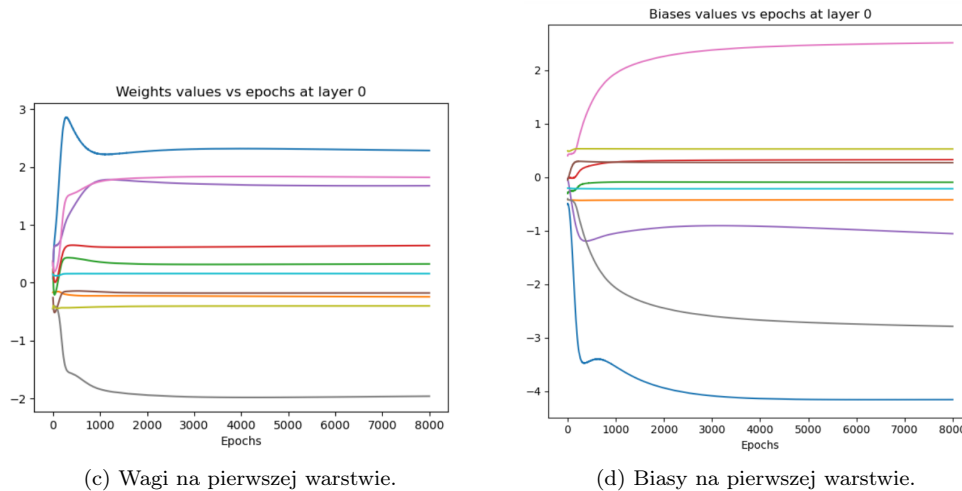 Weights values vs epochs at layer 0
3
2
1
0
−1
−2
0 1000 2000 3000 4000 5000 6000 7000 8000
Epochs
(c) Wagi na pierwszej warstwie.
Biases values vs epochs at layer 0
2
1
0
−1
−2
−3
−4
0 1000 2000 3000 4000 5000 6000 7000 8000
Epochs
(d) Biasy na pierwszej warstwie.